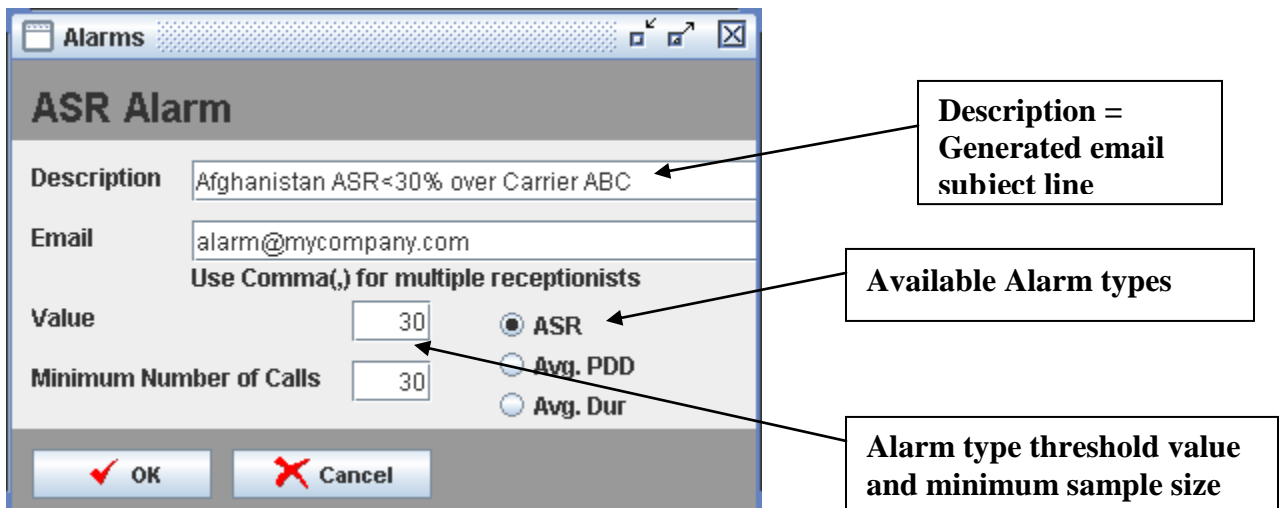 Alarms
ASR Alarm
Description
Afghanistan ASR<30% over Carrier ABC
Email
alarm@mycompany.com
Use Comma(,) for multiple receptionists
Value
30
ASR
Avg. PDD
Minimum Number of Calls
30
Avg. Dur
OK
Cancel
Description =
Generated email
subject line
Available Alarm types
Alarm type threshold value
and minimum sample size